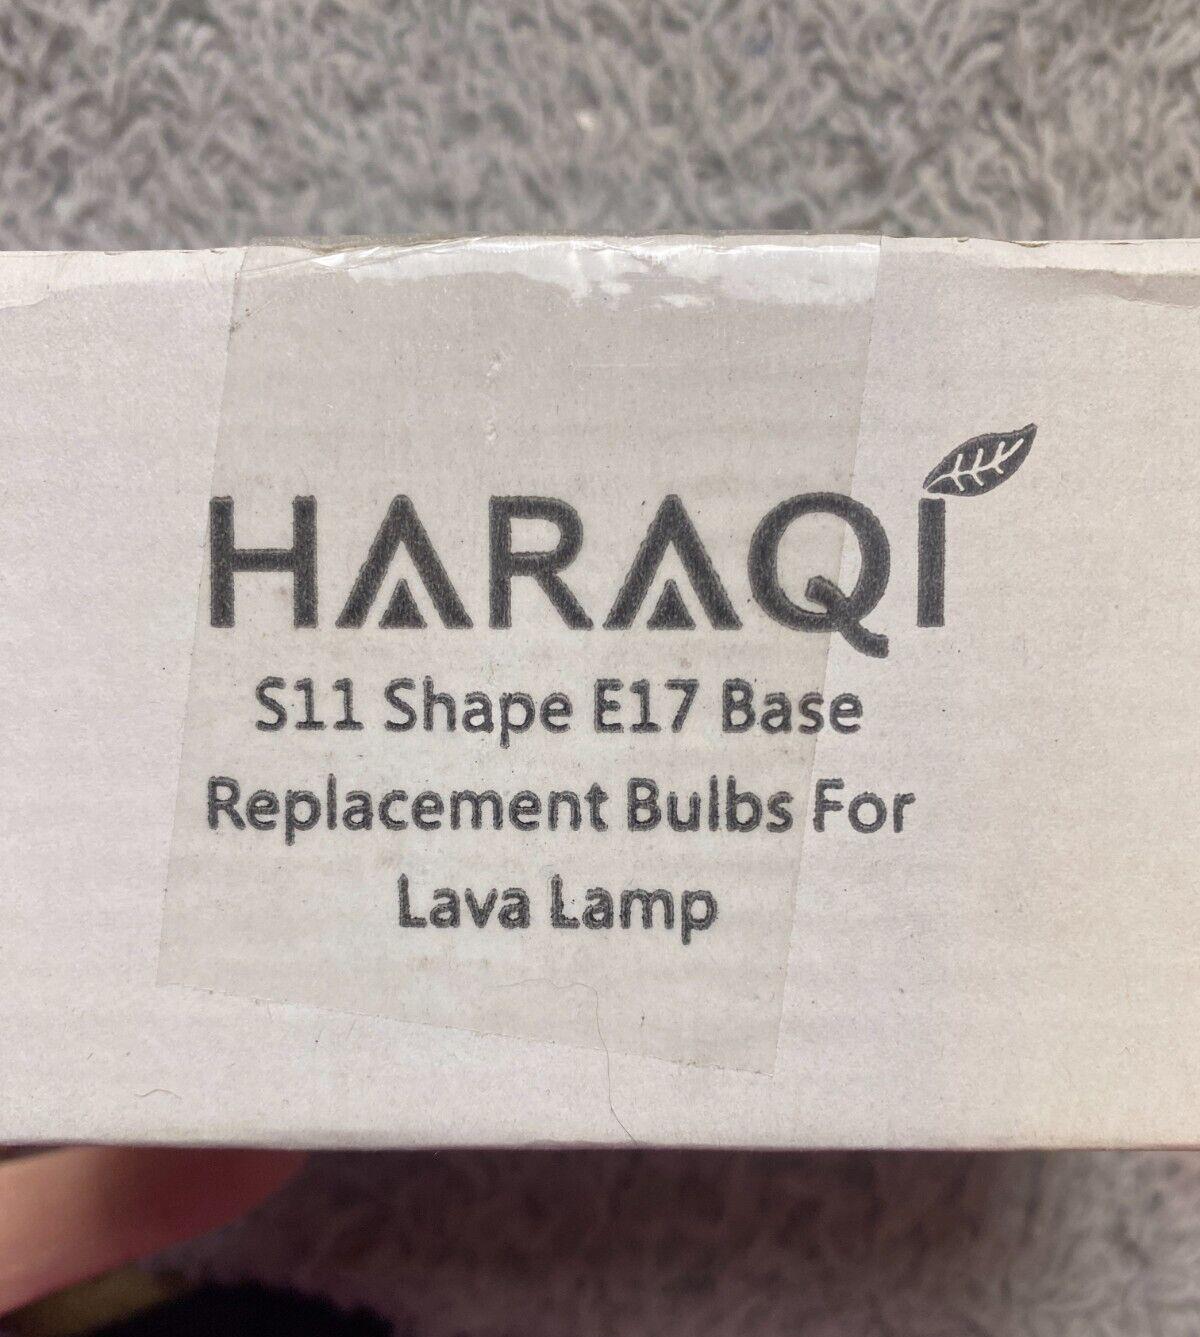 HARAQI
S11 Shape E17 Base
Replacement Bulbs For
Lava Lamp